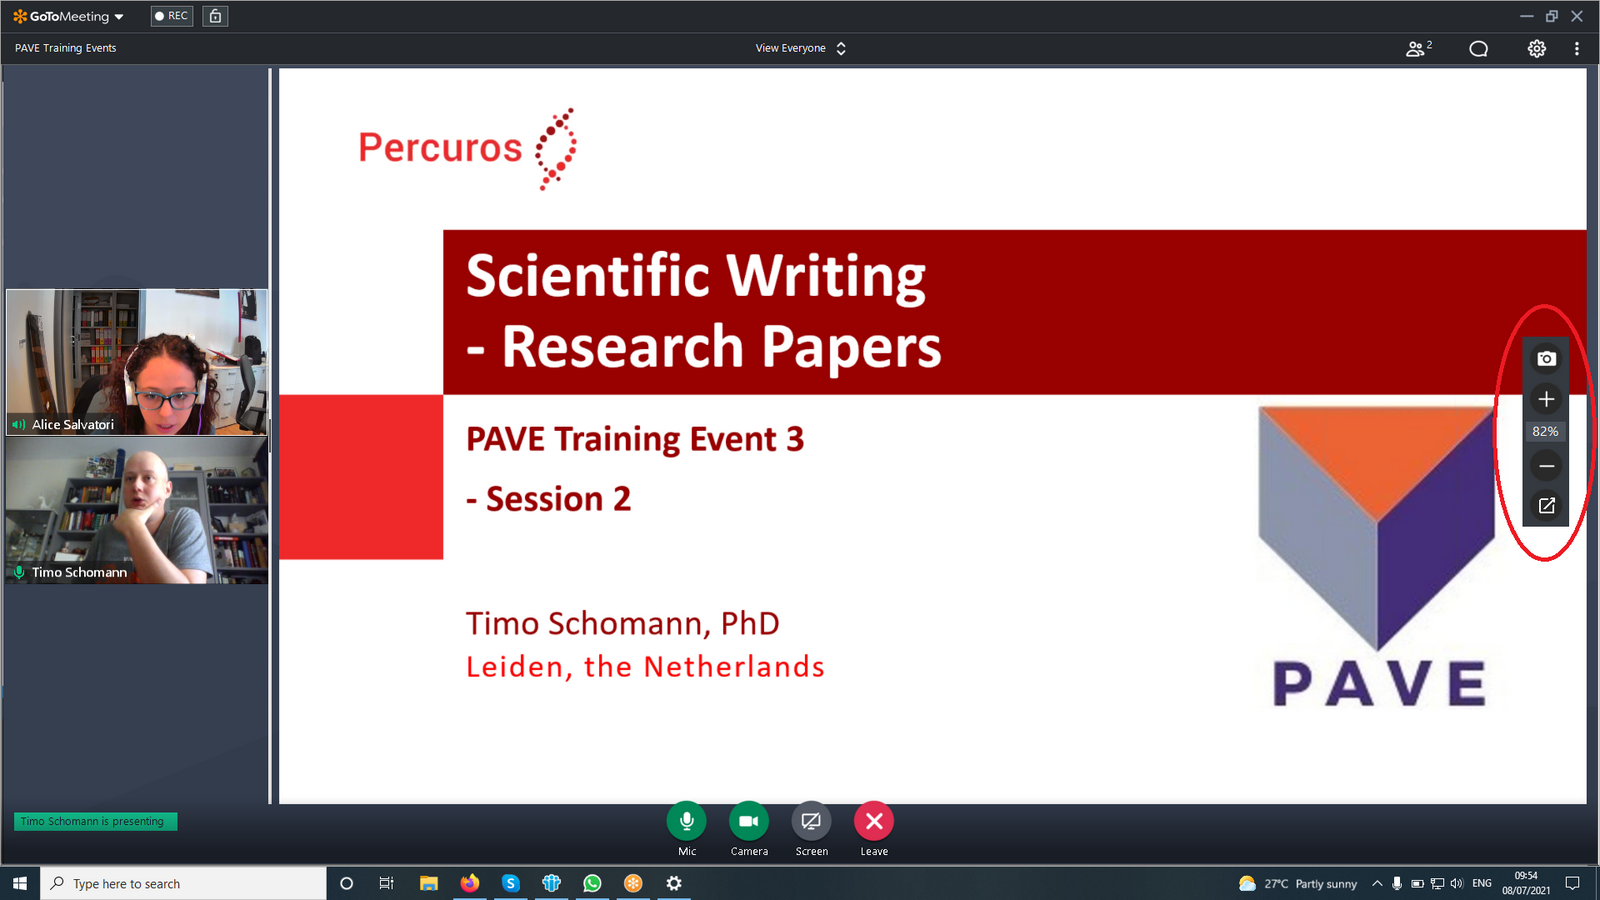 GoToMeeting
REC
PAVE Training Events
View Everyone
2
Percuros
Scientific Writing
- Research Papers
82%
PAVE Training Event 3
- Session 2
Alice Salvatori
Timo Schomann
Timo Schomann, PhD
Leiden, the Netherlands
PAVE
Timo Schomann is presenting
Mic
Camera
Screen
Leave
Type here to search
27°C Partly sunny
ENG
09:54
08/07/2021